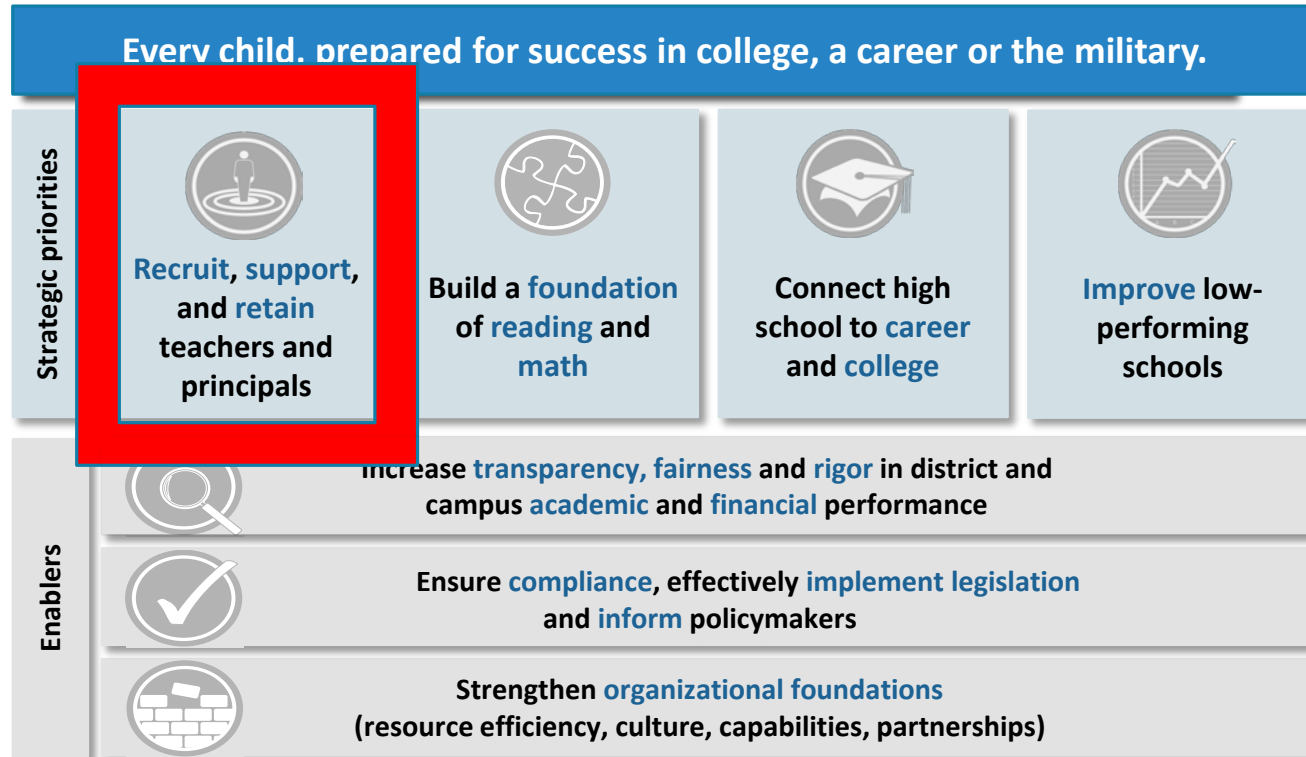 Every child, prepared for success in college, a career or the military.
Strategic priorities
Recruit, support,
and retain
teachers and
principals
Build a foundation
of reading and
math
Connect high
school to career
and college
Improve low-
performing
schools
Enablers
Increase transparency, fairness and rigor in district and
campus academic and financial performance
Ensure compliance, effectively implement legislation
and inform policymakers
Strengthen organizational foundations
(resource efficiency, culture, capabilities, partnerships)